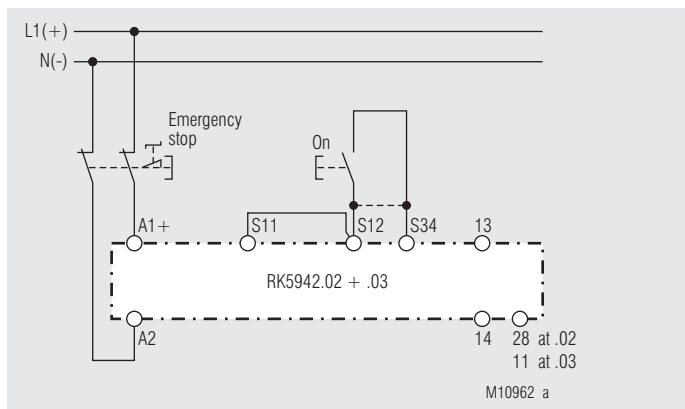 L1(+)
N(-)
Emergency
stop
On
A1+
S11
S12
S34
13
RK5942.02 + .03
A2
14
28 at .02
11 at .03
M10962 a